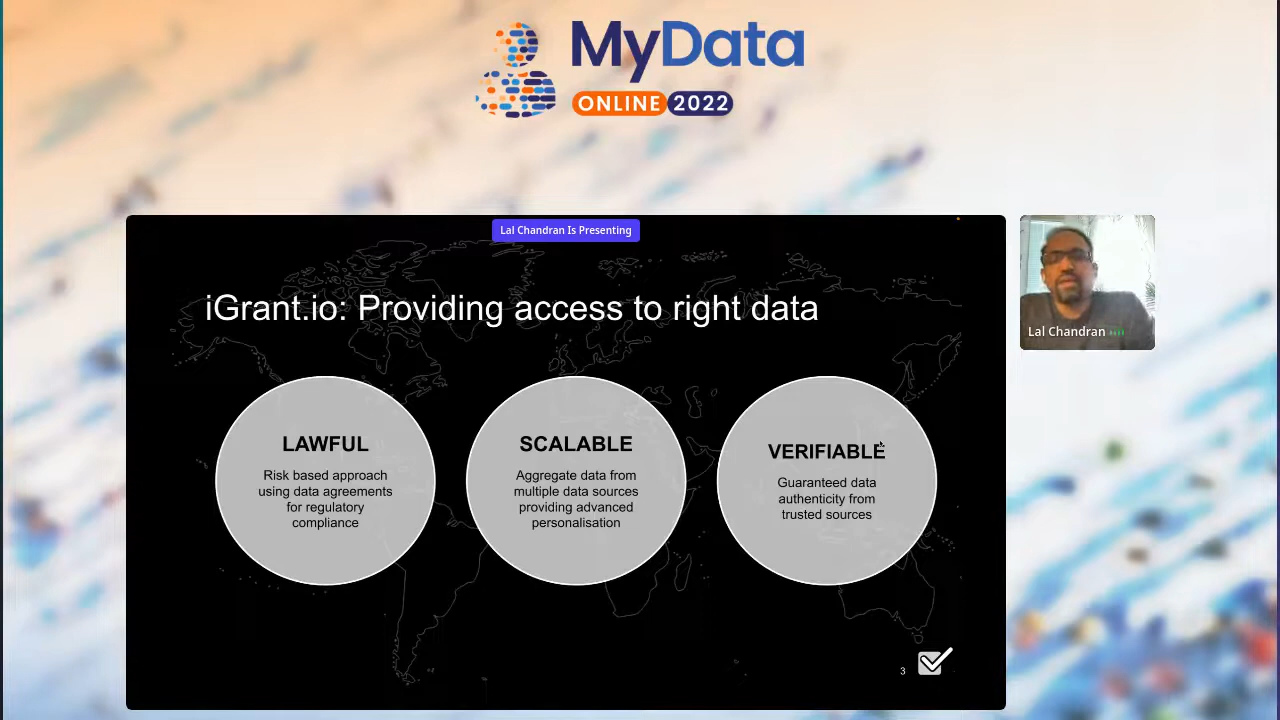 MyData
ONLINE 2022
Lal Chandran Is Presenting
iGrant.io: Providing access to right data
LAWFUL
Risk based approach
using data agreements
for regulatory
compliance
SCALABLE
Aggregate data from
multiple data sources
providing advanced
personalisation
VERIFIABLE
Guaranteed data
authenticity from
trusted sources
Lal Chandran
3